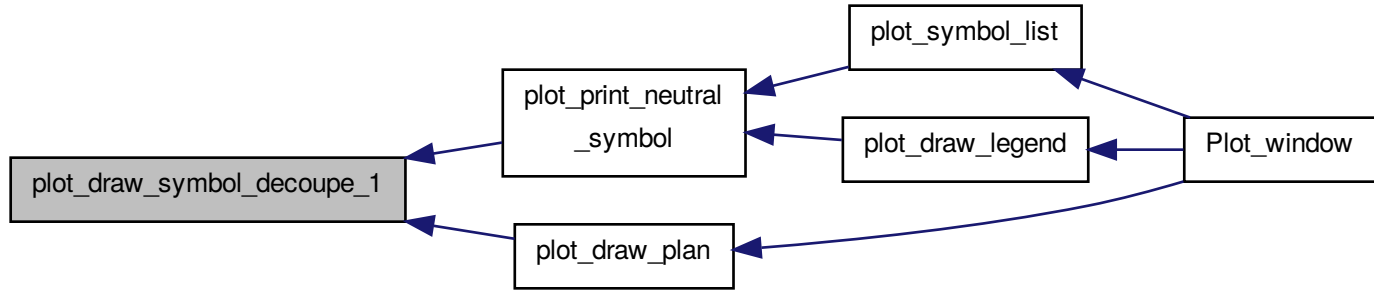 plot_symbol_list
plot_print_neutral
_symbol
plot_draw_legend
Plot_window
plot_draw_symbol_decoupe_1
plot_draw_plan